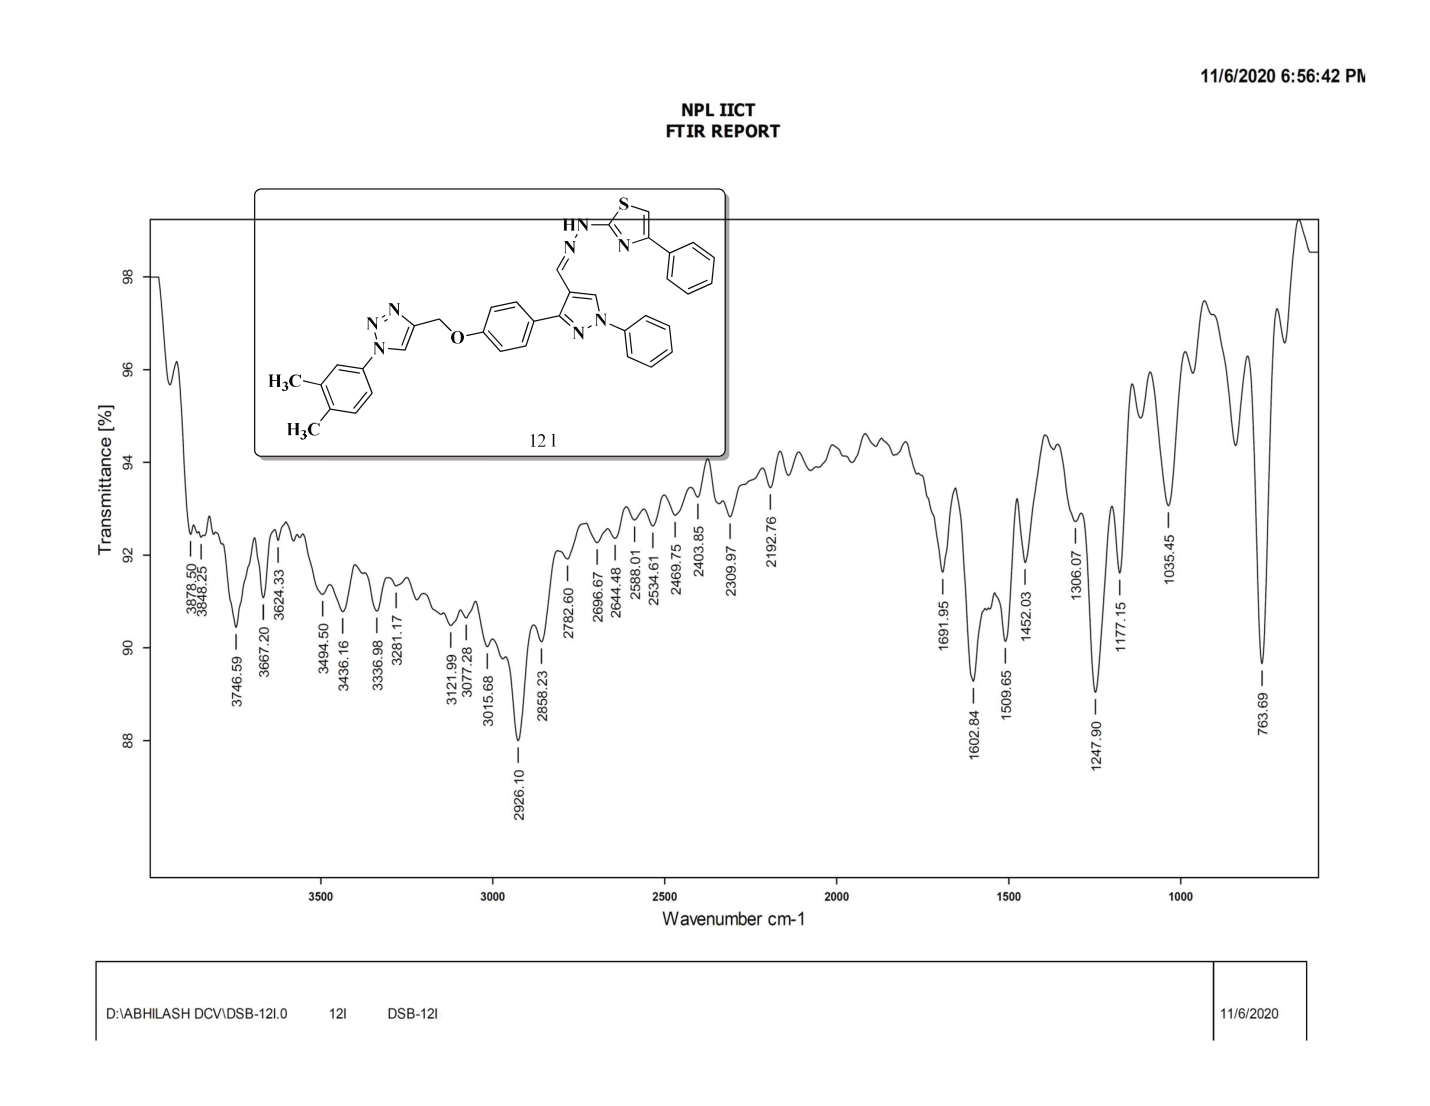 11/6/2020 6:56:42 PM
NPL IICT
FTIR REPORT
S
HN
N
N
N
N
N
N
N
N
O
H3C
H3C
12 l
98
96
94
92
90
88
Transmittance [%]
3878.50
3848.25
3746.59
3667.20
3624.33
3494.50
3436.16
3336.98
3281.17
3121.99
3077.28
3015.68
2926.10
2858.23
2782.60
2696.67
2644.48
2588.01
2534.61
2469.75
2403.85
2309.97
2192.76
1691.95
1602.84
1509.65
1452.03
1306.07
1247.90
1177.15
1035.45
763.69
3500 3000 2500 2000 1500 1000
Wavenumber cm-1
D:\ABHILASH DCV\DSB-12I.0 12I DSB-12I 11/6/2020